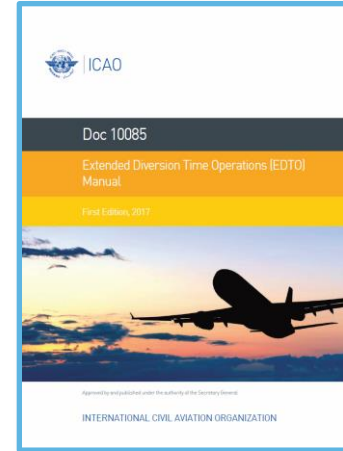 ICAO
Doc 10085
Extended Diversion Time Operations (EDTO)
Manual
First Edition, 2017
Approved by and published under the authority of the Secretary General
INTERNATIONAL CIVIL AVIATION ORGANIZATION